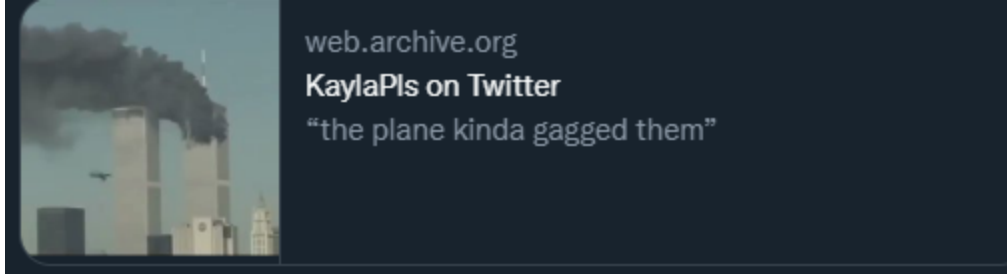 web.archive.org
KaylaPls on Twitter
“the plane kinda gagged them”